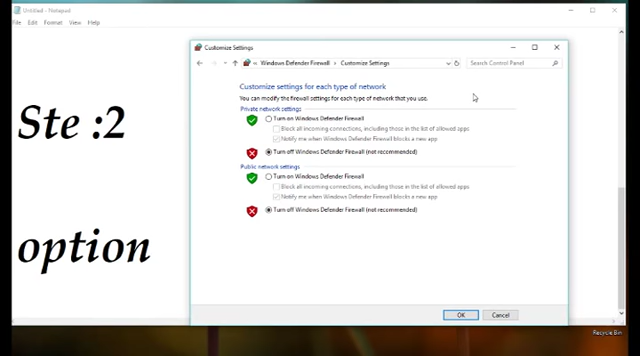 Untitled - Notepad
File Edit Format View Help
Ste :2
option
Customize Settings
« Windows Defender Firewall › Customize Settings
Search Control Panel
Customize settings for each type of network
You can modify the firewall settings for each type of network that you use.
Private network settings
Turn on Windows Defender Firewall
Block all incoming connections, including those in the list of allowed apps
Notify me when Windows Defender Firewall blocks a new app
Turn off Windows Defender Firewall (not recommended)
Public network settings
Turn on Windows Defender Firewall
Block all incoming connections, including those in the list of allowed apps
Notify me when Windows Defender Firewall blocks a new app
Turn off Windows Defender Firewall (not recommended)
OK Cancel
Recycle Bin